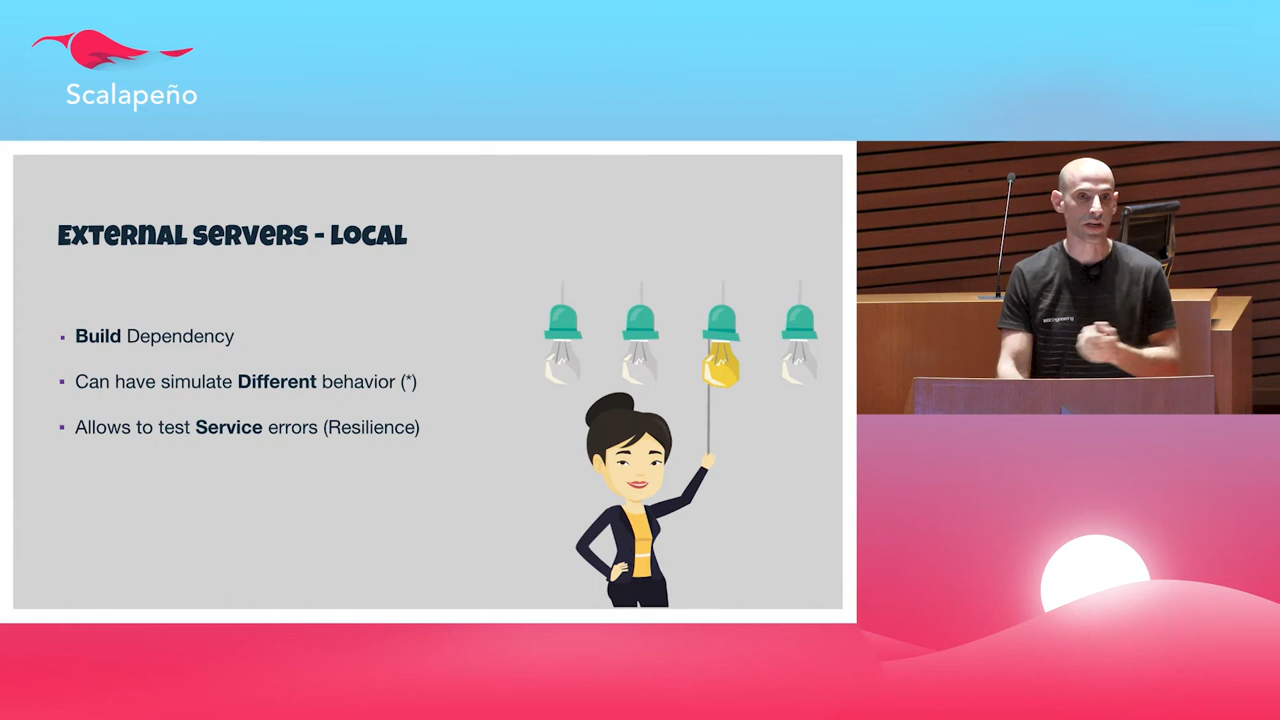 Scalapeño
External Servers - Local
▪ Build Dependency
▪ Can have simulate Different behavior (*)
▪ Allows to test Service errors (Resilience)